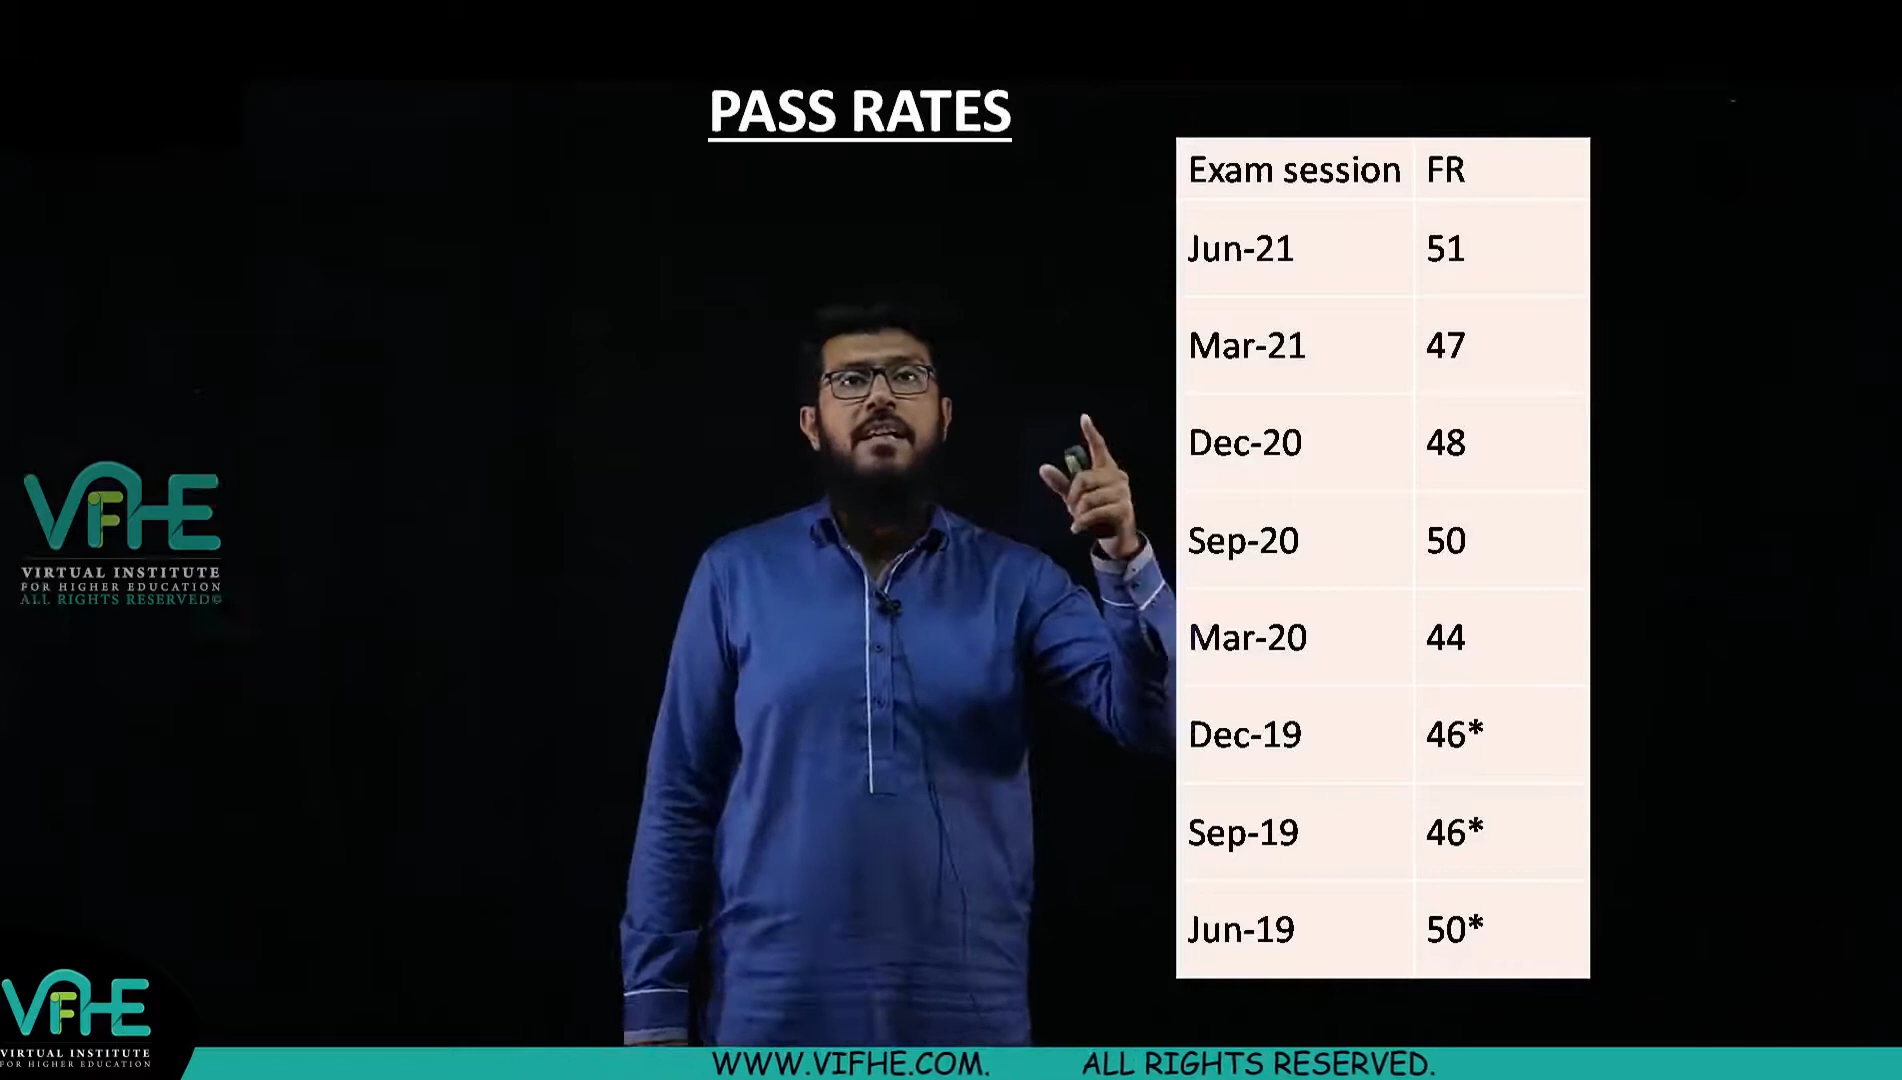 PASS RATES
Exam session FR
Jun-21 51
Mar-21 47
Dec-20 48
Sep-20 50
Mar-20 44
Dec-19 46*
Sep-19 46*
Jun-19 50*
VIFHE
VIRTUAL INSTITUTE
FOR HIGHER EDUCATION
ALL RIGHTS RESERVED©
VIFHE
VIRTUAL INSTITUTE
FOR HIGHER EDUCATION
WWW.VIFHE.COM. ALL RIGHTS RESERVED.